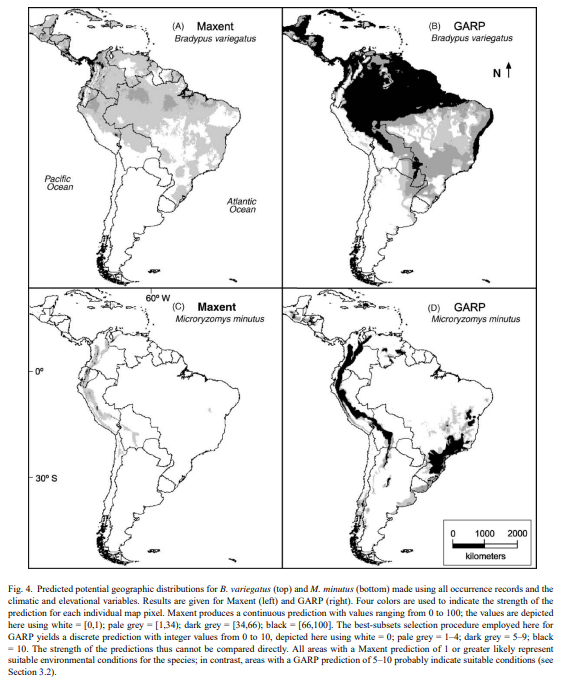 (A) Maxent
Bradypus variegatus
(B) GARP
Bradypus variegatus
N
Pacific
Ocean
Atlantic
Ocean
60° W
(C) Maxent
Microryzomys minutus
(D) GARP
Microryzomys minutus
0°
30° S
0 1000 2000
kilometers
Fig. 4. Predicted potential geographic distributions for B. variegatus (top) and M. minutus (bottom) made using all occurrence records and the
climatic and elevational variables. Results are given for Maxent (left) and GARP (right). Four colors are used to indicate the strength of the
prediction for each individual map pixel. Maxent produces a continuous prediction with values ranging from 0 to 100; the values are depicted
here using white = [0,1); pale grey = [1,34); dark grey = [34,66); black = [66,100]. The best-subsets selection procedure employed here for
GARP yields a discrete prediction with integer values from 0 to 10, depicted here using white = 0; pale grey = 1–4; dark grey = 5–9; black
= 10. The strength of the predictions thus cannot be compared directly. All areas with a Maxent prediction of 1 or greater likely represent
suitable environmental conditions for the species; in contrast, areas with a GARP prediction of 5–10 probably indicate suitable conditions (see
Section 3.2).